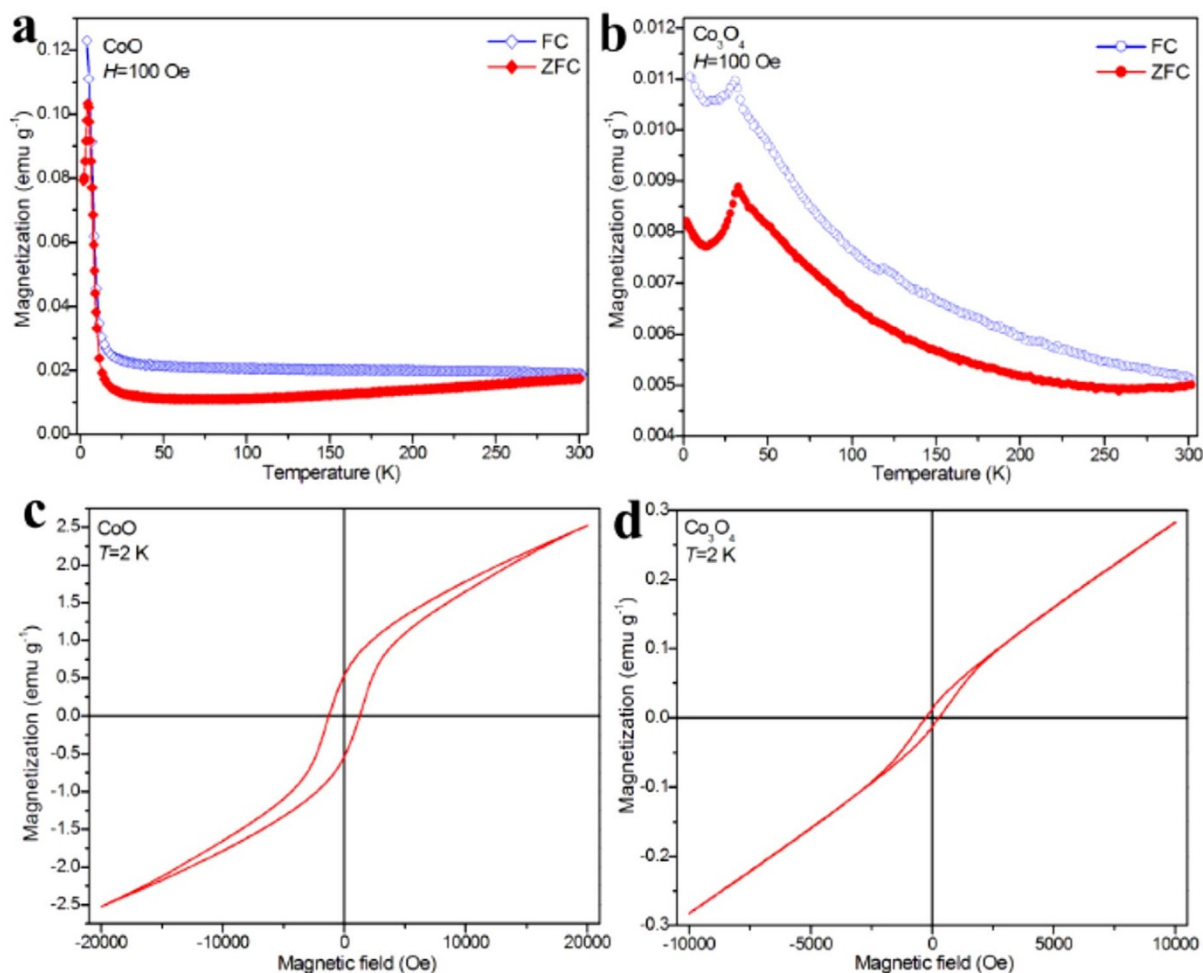 a
CoO
H=100 Oe
FC
ZFC
0.12
0.10
0.08
0.06
0.04
0.02
0.00
Magnetization (emu g⁻¹)
0 50 100 150 200 250 300
Temperature (K)
b
Co₃O₄
H=100 Oe
FC
ZFC
0.012
0.011
0.010
0.009
0.008
0.007
0.006
0.005
0.004
Magnetization (emu g⁻¹)
0 50 100 150 200 250 300
Temperature (K)
c
CoO
T=2 K
2.5
2.0
1.5
1.0
0.5
0.0
-0.5
-1.0
-1.5
-2.0
-2.5
Magnetization (emu g⁻¹)
-20000 -10000 0 10000 20000
Magnetic field (Oe)
d
Co₃O₄
T=2 K
0.3
0.2
0.1
0.0
-0.1
-0.2
-0.3
Magnetization (emu g⁻¹)
-10000 -5000 0 5000 10000
Magnetic field (Oe)